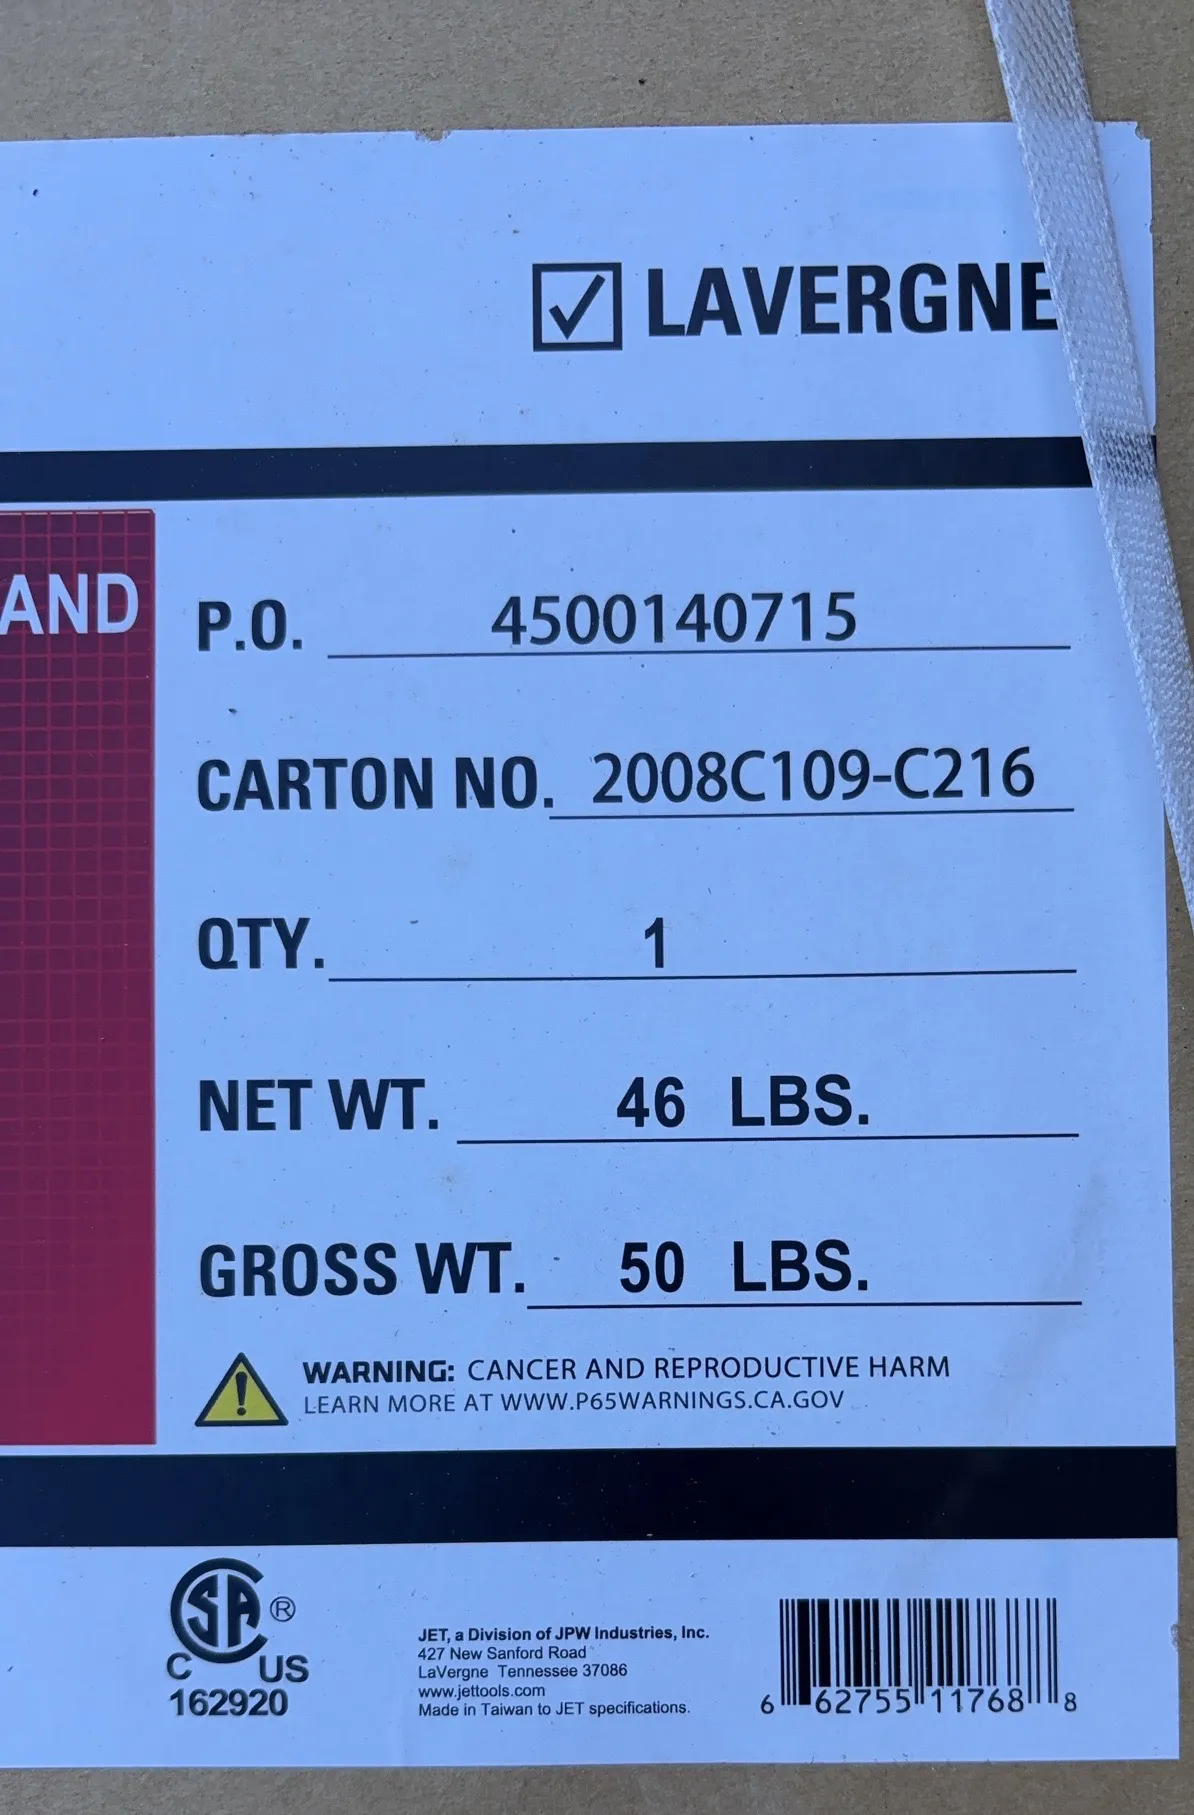 LAVERGNE
AND
P.O. 4500140715
CARTON NO. 2008C109-C216
QTY. 1
NET WT. 46 LBS.
GROSS WT. 50 LBS.
WARNING: CANCER AND REPRODUCTIVE HARM
LEARN MORE AT WWW.P65WARNINGS.CA.GOV
SA ®
C US
162920
JET, a Division of JPW Industries, Inc.
427 New Sanford Road
LaVergne Tennessee 37086
www.jettools.com
Made in Taiwan to JET specifications.
6 62755 11768 8